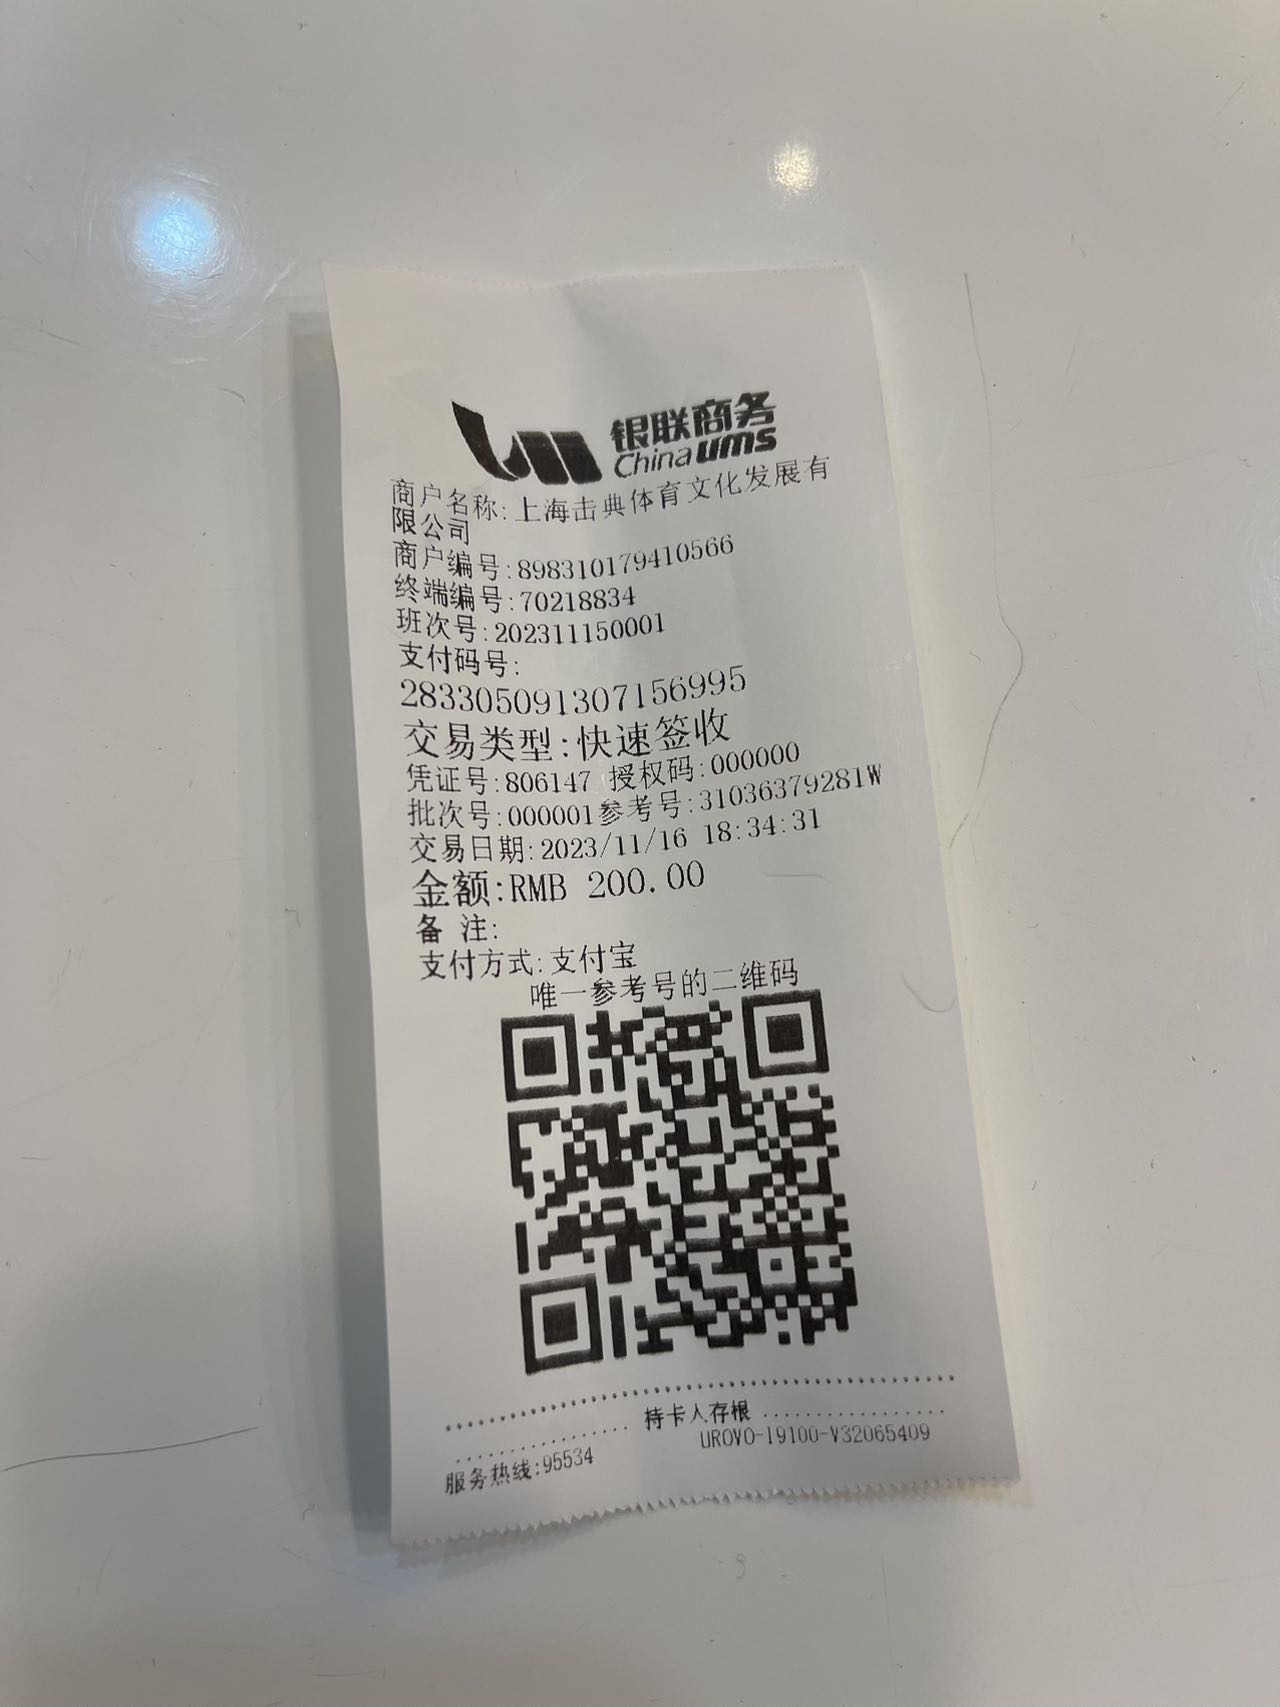 银联商务
Chinaums
商户名称:上海击典体育文化发展有
限公司
商户编号:898310179410566
终端编号:70218834
班次号:202311150001
支付码号:
283305091307156995
交易类型:快速签收
凭证号:806147 授权码:000000
批次号:000001参考号:31036379281W
交易日期:2023/11/16 18:34:31
金额:RMB 200.00
备 注:
支付方式:支付宝
唯一参考号的二维码
持卡人存根
UROVO-I9100-V32065409
服务热线:95534